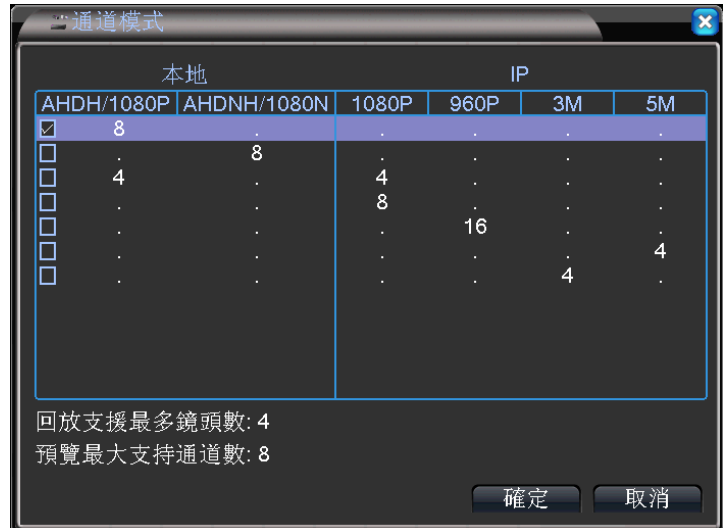 通道模式
本地 IP
AHDH/1080P AHDNH/1080N 1080P 960P 3M 5M
8 . . . . .
. 8 . . . .
4 . 4 . . .
. . 8 . . .
. . . 16 . .
. . . . . 4
. . . . 4 .
回放支援最多鏡頭數: 4
預覽最大支持通道數: 8
確定 取消